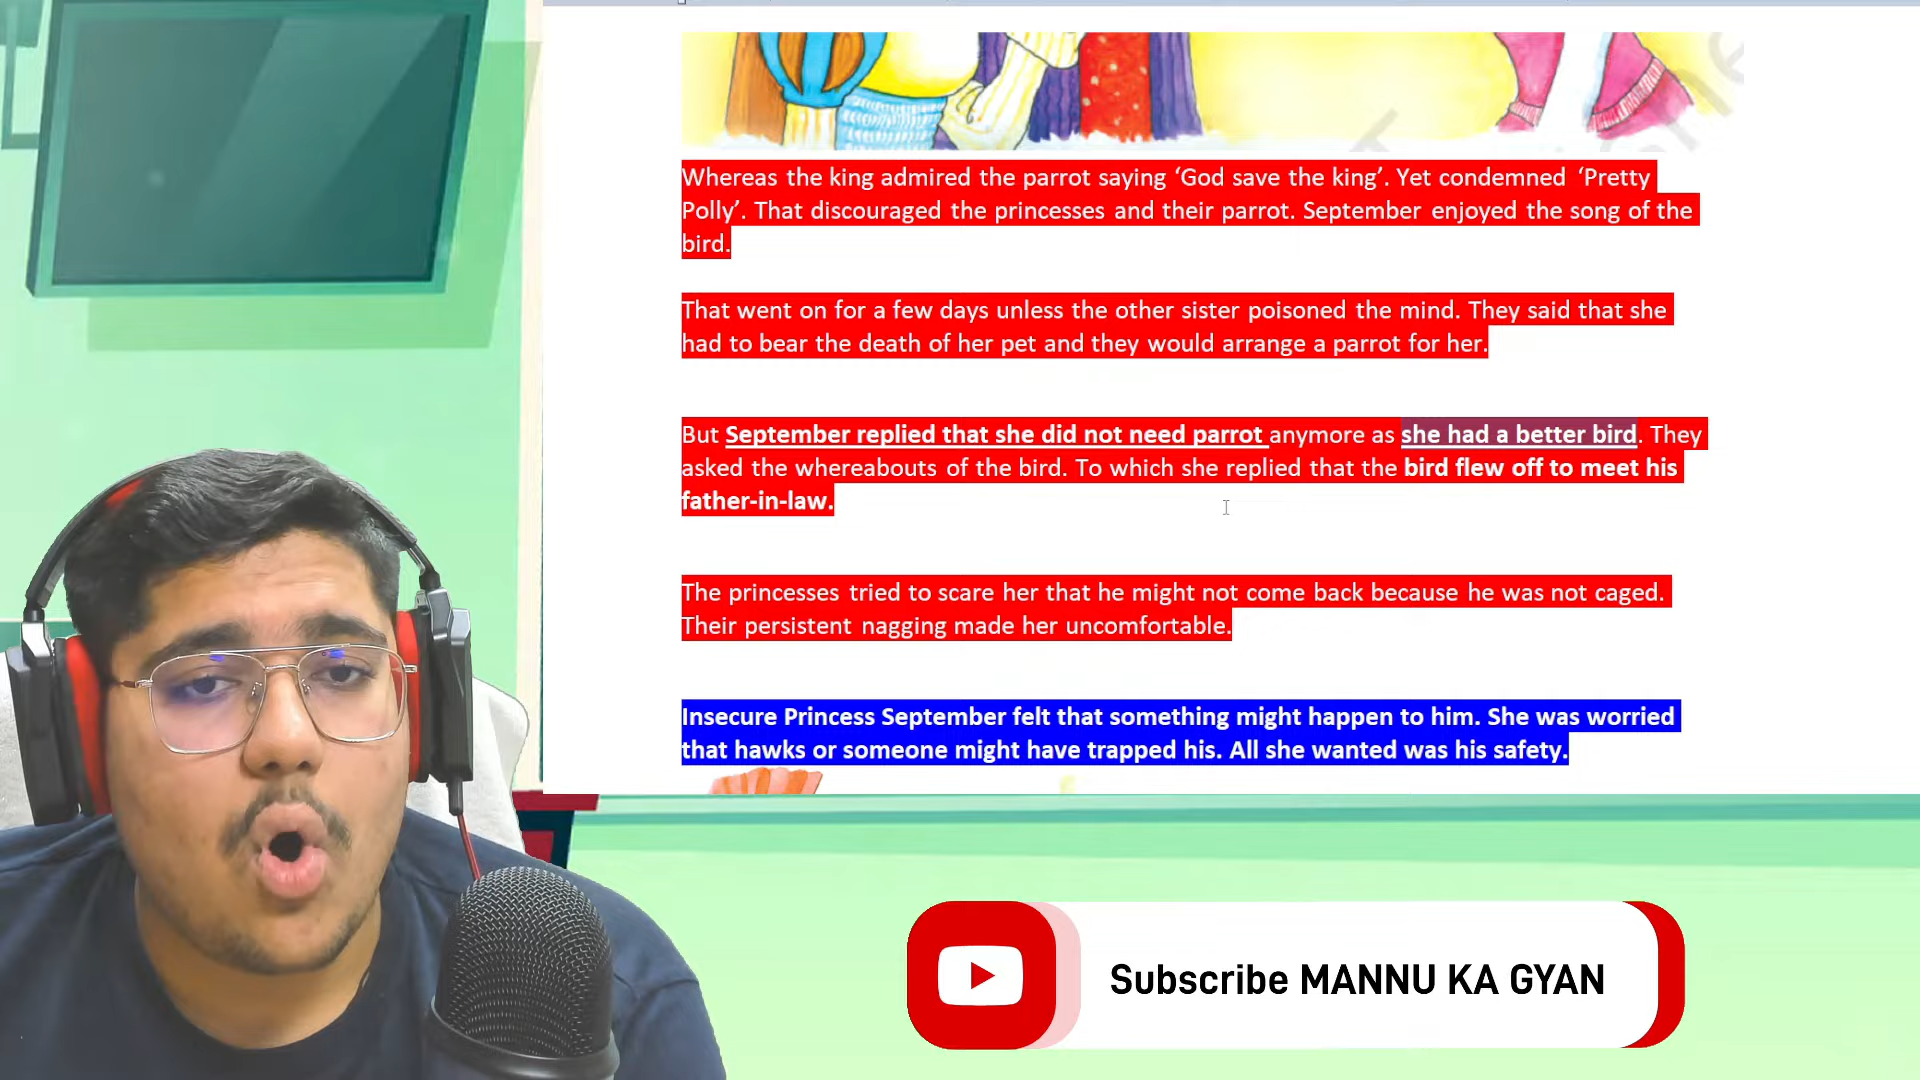 Whereas the king admired the parrot saying ‘God save the king’. Yet condemned ‘Pretty
Polly’. That discouraged the princesses and their parrot. September enjoyed the song of the
bird.
That went on for a few days unless the other sister poisoned the mind. They said that she
had to bear the death of her pet and they would arrange a parrot for her.
But September replied that she did not need parrot anymore as she had a better bird. They
asked the whereabouts of the bird. To which she replied that the bird flew off to meet his
father-in-law.
The princesses tried to scare her that he might not come back because he was not caged.
Their persistent nagging made her uncomfortable.
Insecure Princess September felt that something might happen to him. She was worried
that hawks or someone might have trapped his. All she wanted was his safety.
Subscribe MANNU KA GYAN